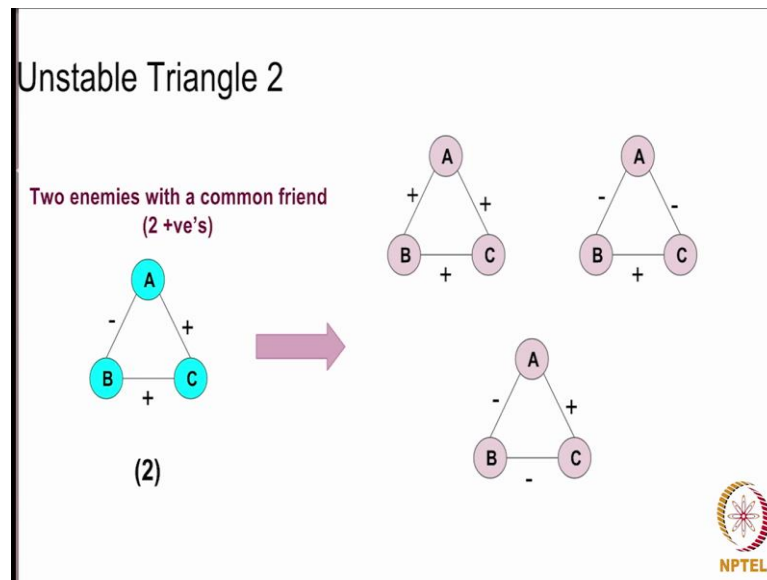 Unstable Triangle 2
Two enemies with a common friend
(2 +ve's)
A
- +
B C
+
(2)
A
+ +
B C
+
A
- -
B C
+
A
- +
B C
-
NPTEL